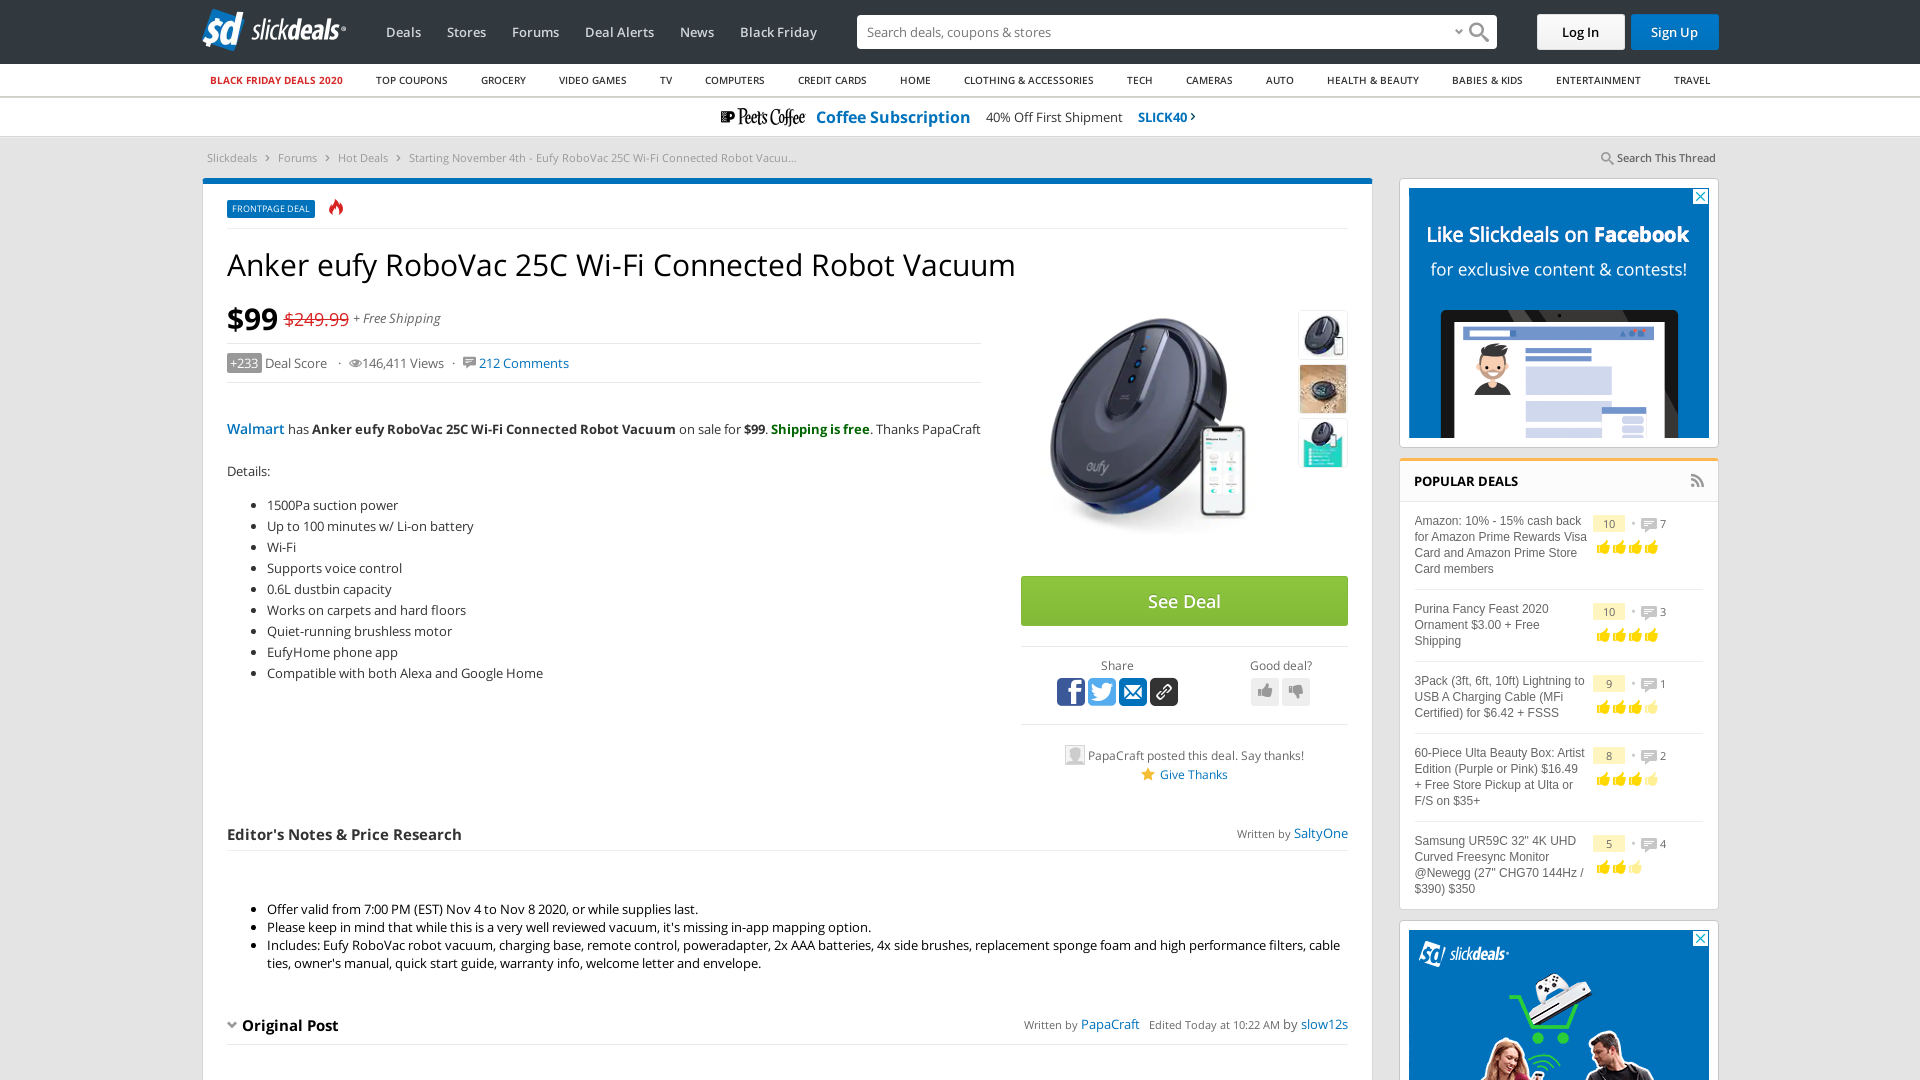 slickdeals
Deals
Stores
Forums
Deal Alerts
News
Black Friday
Search deals, coupons & stores
Log In
Sign Up
BLACK FRIDAY DEALS 2020
TOP COUPONS
GROCERY
VIDEO GAMES
TV
COMPUTERS
CREDIT CARDS
HOME
CLOTHING & ACCESSORIES
TECH
CAMERAS
AUTO
HEALTH & BEAUTY
BABIES & KIDS
ENTERTAINMENT
TRAVEL
Peet's Coffee Coffee Subscription 40% Off First Shipment SLICK40
Slickdeals > Forums > Hot Deals > Starting November 4th - Eufy RoboVac 25C Wi-Fi Connected Robot Vacuu...
Search This Thread
FRONTPAGE DEAL
Anker eufy RoboVac 25C Wi-Fi Connected Robot Vacuum
$99 $249.99 + Free Shipping
+233 Deal Score · 146,411 Views · 212 Comments
Walmart has Anker eufy RoboVac 25C Wi-Fi Connected Robot Vacuum on sale for $99. Shipping is free. Thanks PapaCraft
Details:
• 1500Pa suction power
• Up to 100 minutes w/ Li-on battery
• Wi-Fi
• Supports voice control
• 0.6L dustbin capacity
• Works on carpets and hard floors
• Quiet-running brushless motor
• EufyHome phone app
• Compatible with both Alexa and Google Home
eufy
See Deal
Share
Good deal?
PapaCraft posted this deal. Say thanks!
Give Thanks
Editor's Notes & Price Research
Written by SaltyOne
• Offer valid from 7:00 PM (EST) Nov 4 to Nov 8 2020, or while supplies last.
• Please keep in mind that while this is a very well reviewed vacuum, it's missing in-app mapping option.
• Includes: Eufy RoboVac robot vacuum, charging base, remote control, poweradapter, 2x AAA batteries, 4x side brushes, replacement sponge foam and high performance filters, cable
ties, owner's manual, quick start guide, warranty info, welcome letter and envelope.
Original Post
Written by PapaCraft Edited Today at 10:22 AM by slow12s
Like Slickdeals on Facebook
for exclusive content & contests!
POPULAR DEALS
Amazon: 10% - 15% cash back
for Amazon Prime Rewards Visa
Card and Amazon Prime Store
Card members
10 • 7
Purina Fancy Feast 2020
Ornament $3.00 + Free
Shipping
10 • 3
3Pack (3ft, 6ft, 10ft) Lightning to
USB A Charging Cable (MFi
Certified) for $6.42 + FSSS
9 • 1
60-Piece Ulta Beauty Box: Artist
Edition (Purple or Pink) $16.49
+ Free Store Pickup at Ulta or
F/S on $35+
8 • 2
Samsung UR59C 32" 4K UHD
Curved Freesync Monitor
@Newegg (27" CHG70 144Hz /
$390) $350
5 • 4
slickdeals